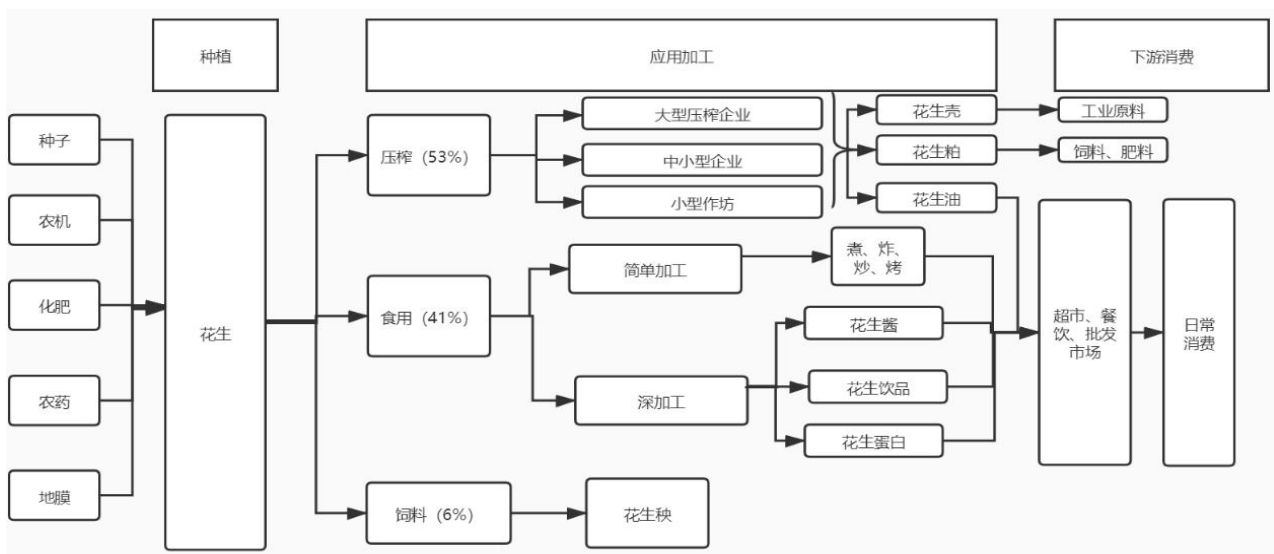 种植
应用加工
下游消费
种子
农机
化肥
农药
地膜
花生
压榨（53%）
食用（41%）
饲料（6%）
大型压榨企业
中小型企业
小型作坊
简单加工
深加工
花生秧
花生壳
花生粕
花生油
煮、炸、
炒、烤
花生酱
花生饮品
花生蛋白
工业原料
饲料、肥料
超市、餐
饮、批发
市场
日常
消费